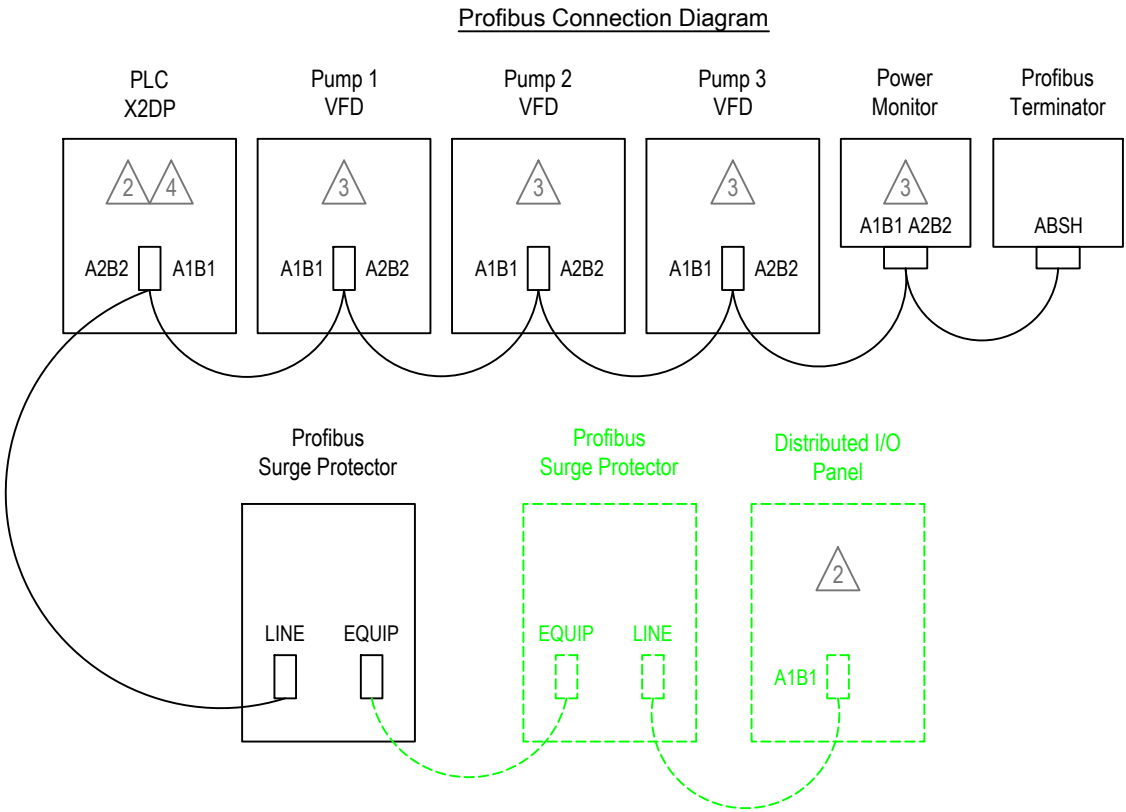 Profibus Connection Diagram
PLC
X2DP
Pump 1
VFD
Pump 2
VFD
Pump 3
VFD
Power
Monitor
Profibus
Terminator
2 4
3
3
3
3
A1B1 A2B2
ABSH
A2B2 A1B1
A1B1 A2B2
A1B1 A2B2
A1B1 A2B2
Profibus
Surge Protector
Profibus
Surge Protector
Distributed I/O
Panel
2
LINE EQUIP
EQUIP LINE
A1B1